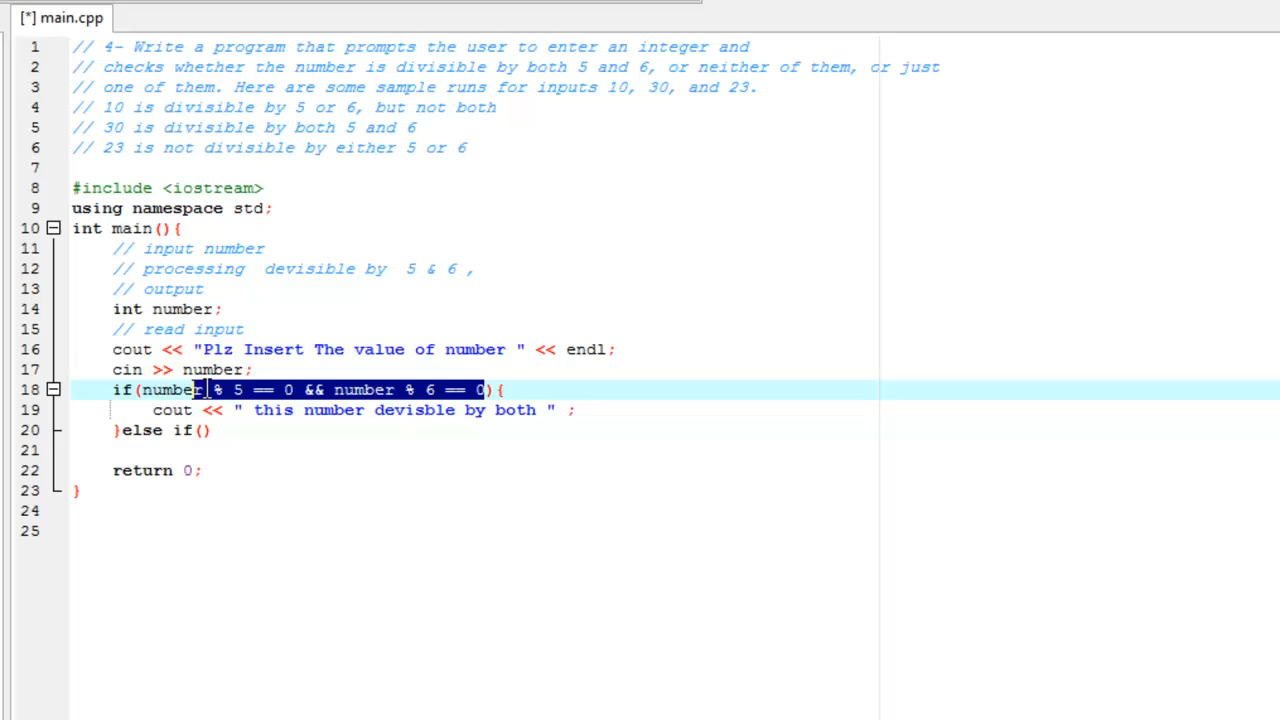 [*] main.cpp
1 // 4- Write a program that prompts the user to enter an integer and
2 // checks whether the number is divisible by both 5 and 6, or neither of them, or just
3 // one of them. Here are some sample runs for inputs 10, 30, and 23.
4 // 10 is divisible by 5 or 6, but not both
5 // 30 is divisible by both 5 and 6
6 // 23 is not divisible by either 5 or 6
7
8 #include <iostream>
9 using namespace std;
10 int main(){
11 // input number
12 // processing  devisible by  5 & 6 ,
13 // output
14 int number;
15 // read input
16 cout << "Plz Insert The value of number " << endl;
17 cin >> number;
18 if(number % 5 == 0 && number % 6 == 0){
19 cout << " this number devisble by both " ;
20 }else if()
21
22 return 0;
23 }
24
25